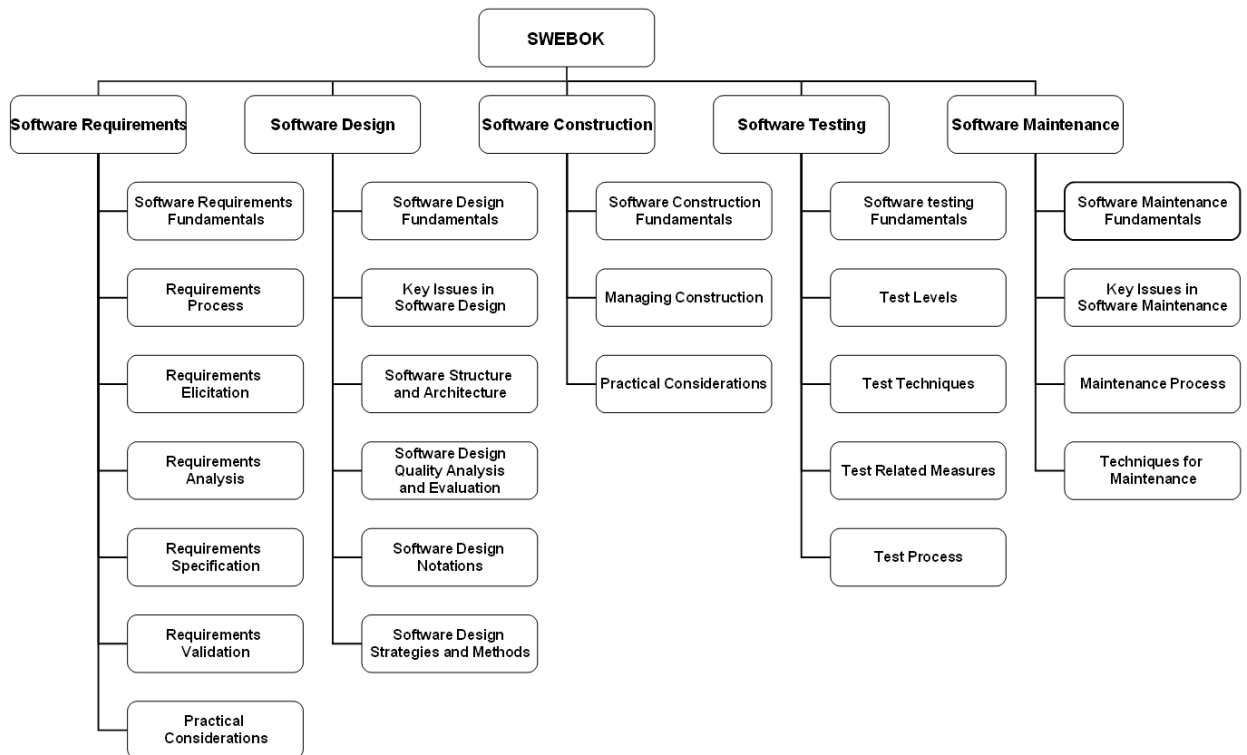 SWEBOK
Software Requirements
Software Design
Software Construction
Software Testing
Software Maintenance
Software Requirements
Fundamentals
Requirements
Process
Requirements
Elicitation
Requirements
Analysis
Requirements
Specification
Requirements
Validation
Practical
Considerations
Software Design
Fundamentals
Key Issues in
Software Design
Software Structure
and Architecture
Software Design
Quality Analysis
and Evaluation
Software Design
Notations
Software Design
Strategies and Methods
Software Construction
Fundamentals
Managing Construction
Practical Considerations
Software testing
Fundamentals
Test Levels
Test Techniques
Test Related Measures
Test Process
Software Maintenance
Fundamentals
Key Issues in
Software Maintenance
Maintenance Process
Techniques for
Maintenance